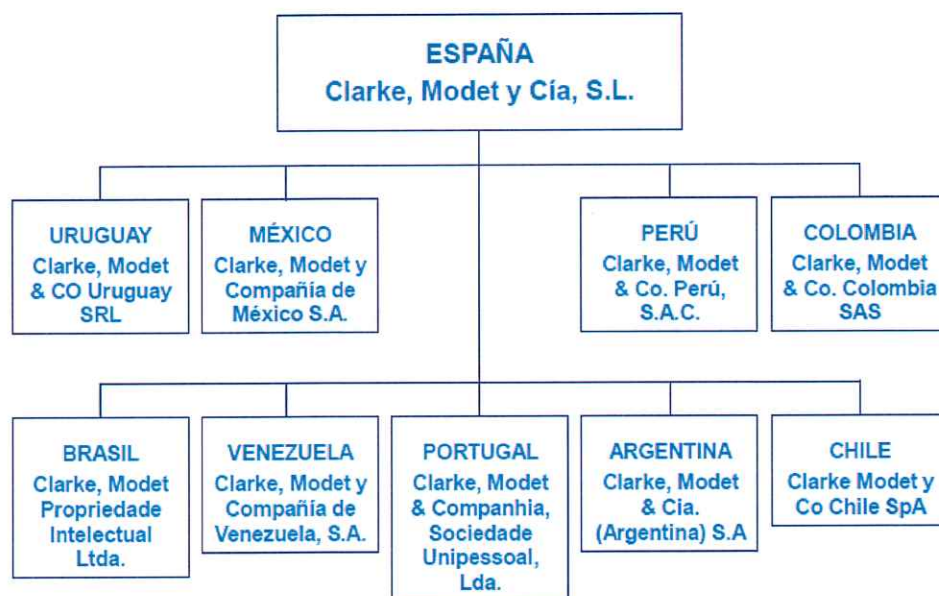 ESPAÑA
Clarke, Modet y Cía, S.L.
URUGUAY
Clarke, Modet
& CO Uruguay
SRL
MÉXICO
Clarke, Modet y
Compañía de
México S.A.
PERÚ
Clarke, Modet
& Co. Perú,
S.A.C.
COLOMBIA
Clarke, Modet
& Co. Colombia
SAS
BRASIL
Clarke, Modet
Propriedade
Intelectual
Ltda.
VENEZUELA
Clarke, Modet y
Compañía de
Venezuela, S.A.
PORTUGAL
Clarke, Modet
& Companhia,
Sociedade
Unipessoal,
Lda.
ARGENTINA
Clarke, Modet
& Cia.
(Argentina) S.A
CHILE
Clarke Modet y
Co Chile SpA